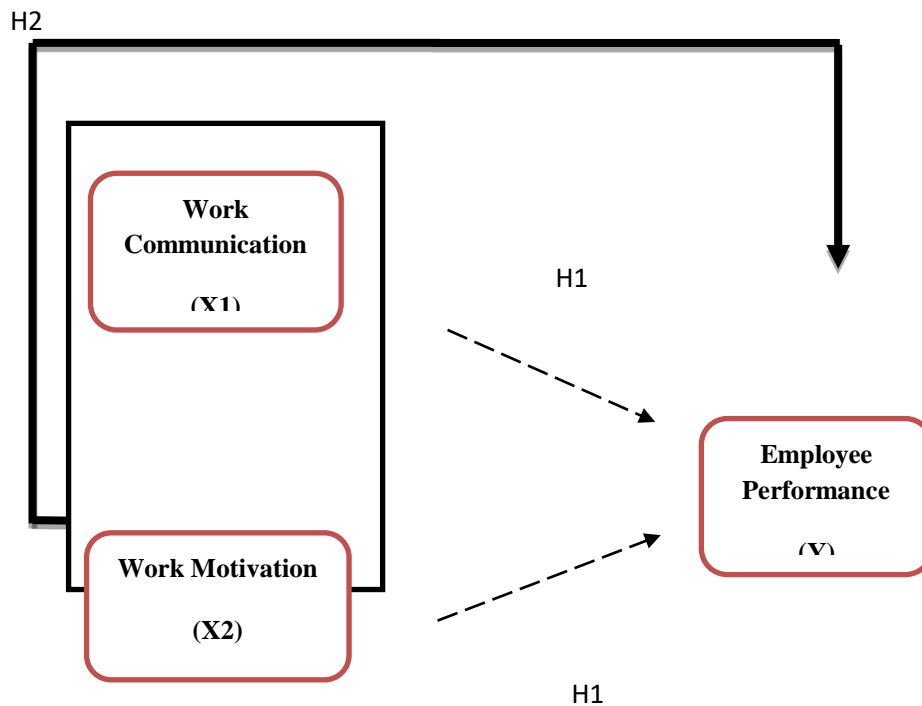 H2
Work
Communication
(X1)
H1
Employee
Performance
Work Motivation
(X2)
H1